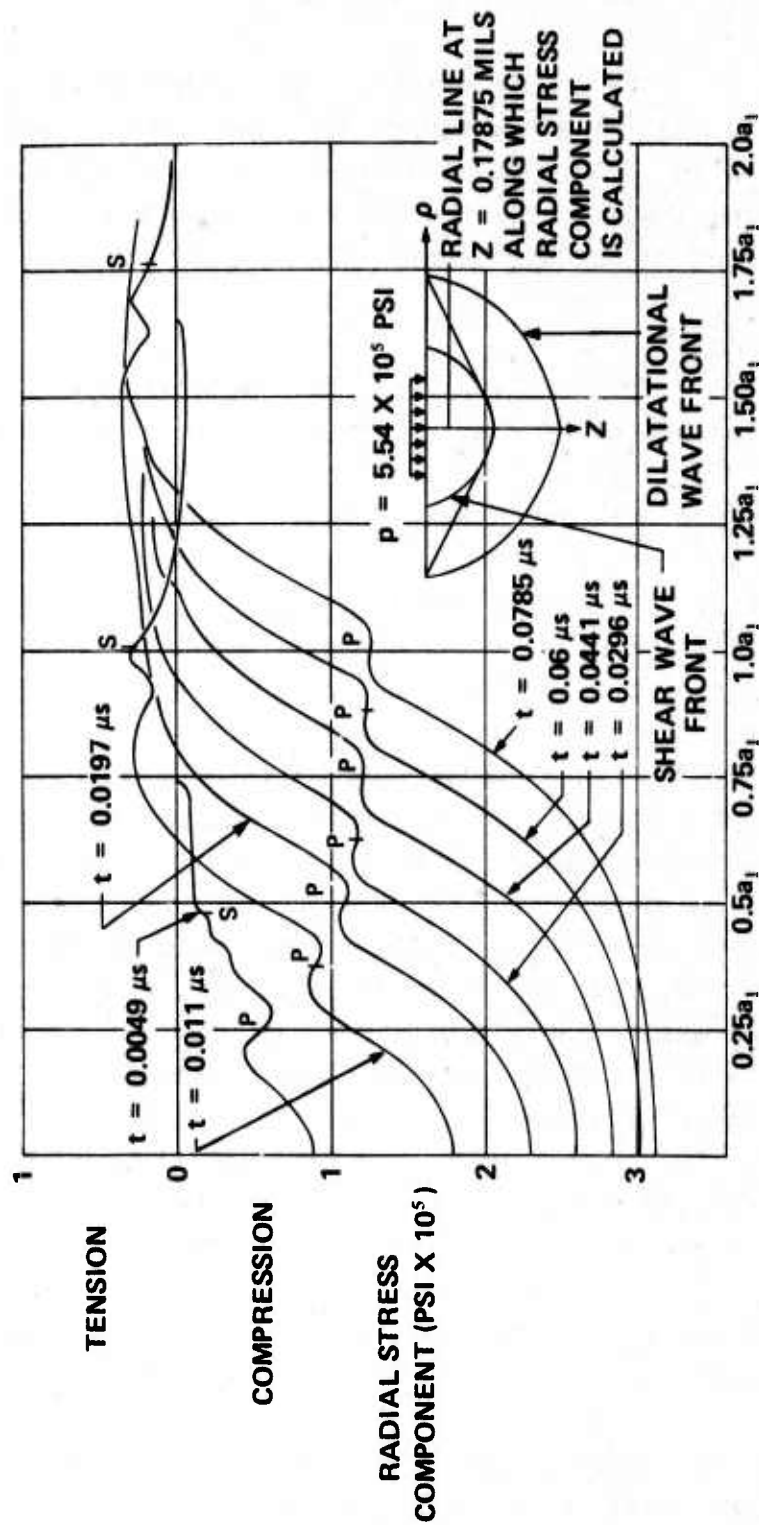 TENSION
COMPRESSION
RADIAL STRESS
COMPONENT (PSI X 10⁵)
1
0
1
2
3
t = 0.0049 μs
t = 0.011 μs
t = 0.0197 μs
P
S
P
P
P
P
P
P
S
S
t = 0.0785 μs
t = 0.06 μs
t = 0.0441 μs
t = 0.0296 μs
p = 5.54 X 10⁵ PSI
ρ
Z
RADIAL LINE AT
Z = 0.17875 MILS
ALONG WHICH
RADIAL STRESS
COMPONENT
IS CALCULATED
SHEAR WAVE
FRONT
DILATATIONAL
WAVE FRONT
0.25a₁
0.5a₁
0.75a₁
1.0a₁
1.25a₁
1.50a₁
1.75a₁
2.0a₁